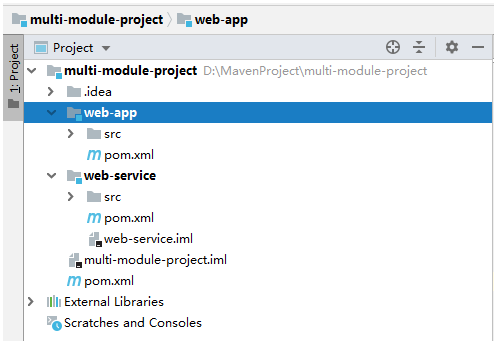 multi-module-project web-app
1: Project
Project
multi-module-project D:\MavenProject\multi-module-project
.idea
web-app
src
pom.xml
web-service
src
pom.xml
web-service.iml
multi-module-project.iml
pom.xml
External Libraries
Scratches and Consoles